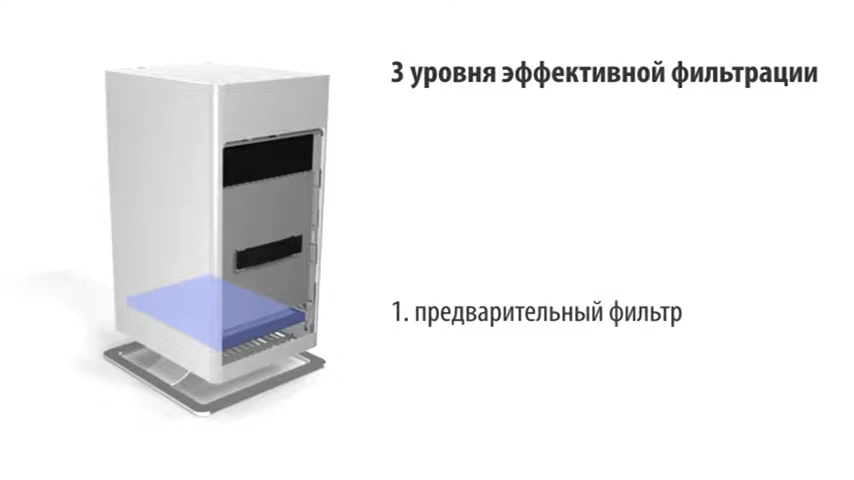 3 уровня эффективной фильтрации
1. предварительный фильтр